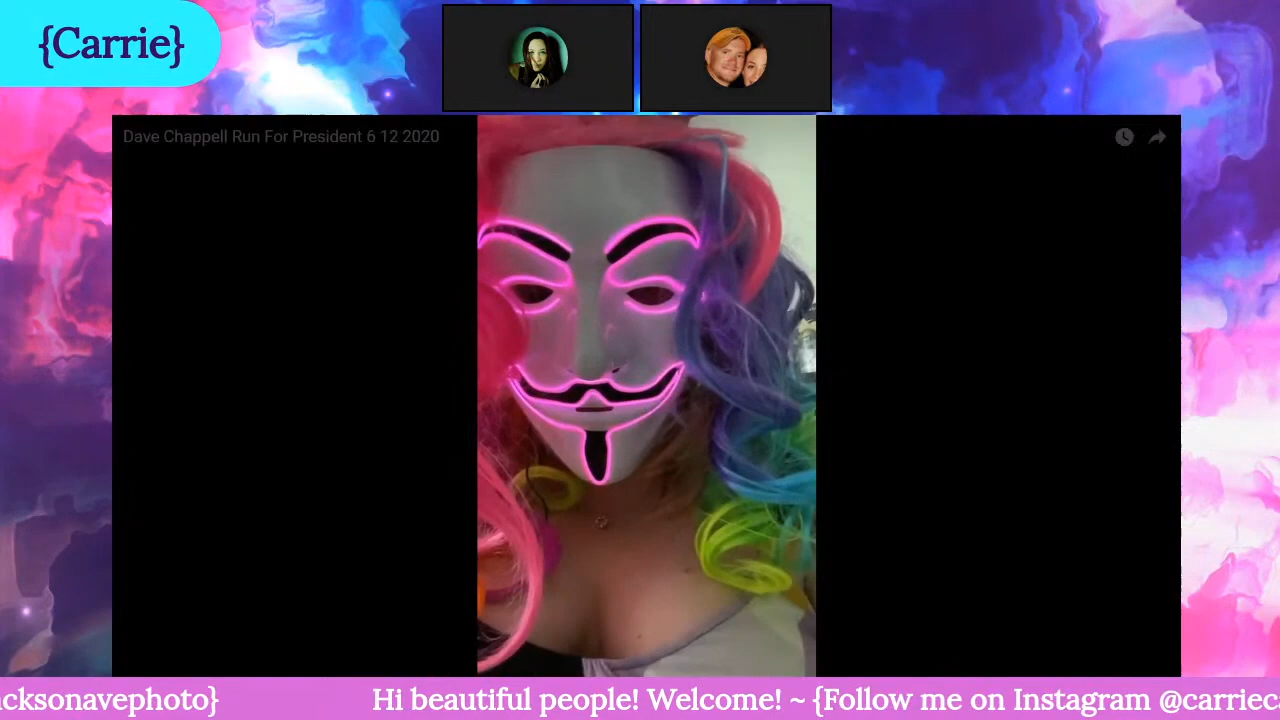 {Carrie}
Dave Chappell Run For President 6 12 2020
cksonavephoto} Hi beautiful people! Welcome! ~ {Follow me on Instagram @carriec